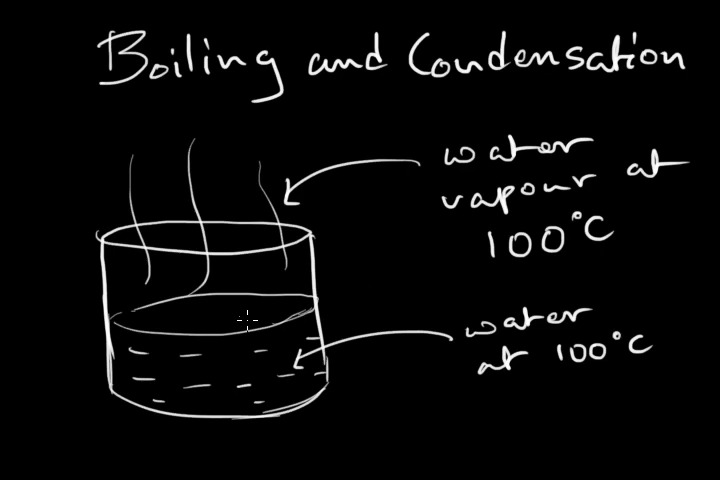 Boiling and Condensation
water
vapour at
100°C
water
at 100°C